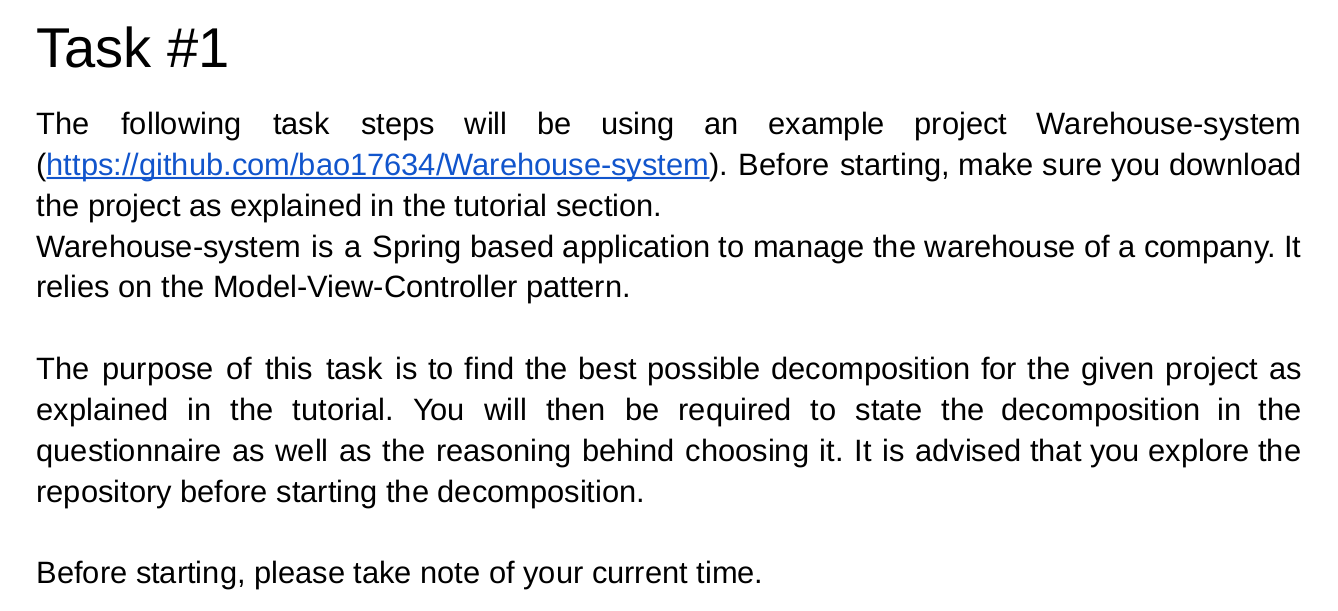 Task #1
The following task steps will be using an example project Warehouse-system
(https://github.com/bao17634/Warehouse-system). Before starting, make sure you download
the project as explained in the tutorial section.
Warehouse-system is a Spring based application to manage the warehouse of a company. It
relies on the Model-View-Controller pattern.
The purpose of this task is to find the best possible decomposition for the given project as
explained in the tutorial. You will then be required to state the decomposition in the
questionnaire as well as the reasoning behind choosing it. It is advised that you explore the
repository before starting the decomposition.
Before starting, please take note of your current time.